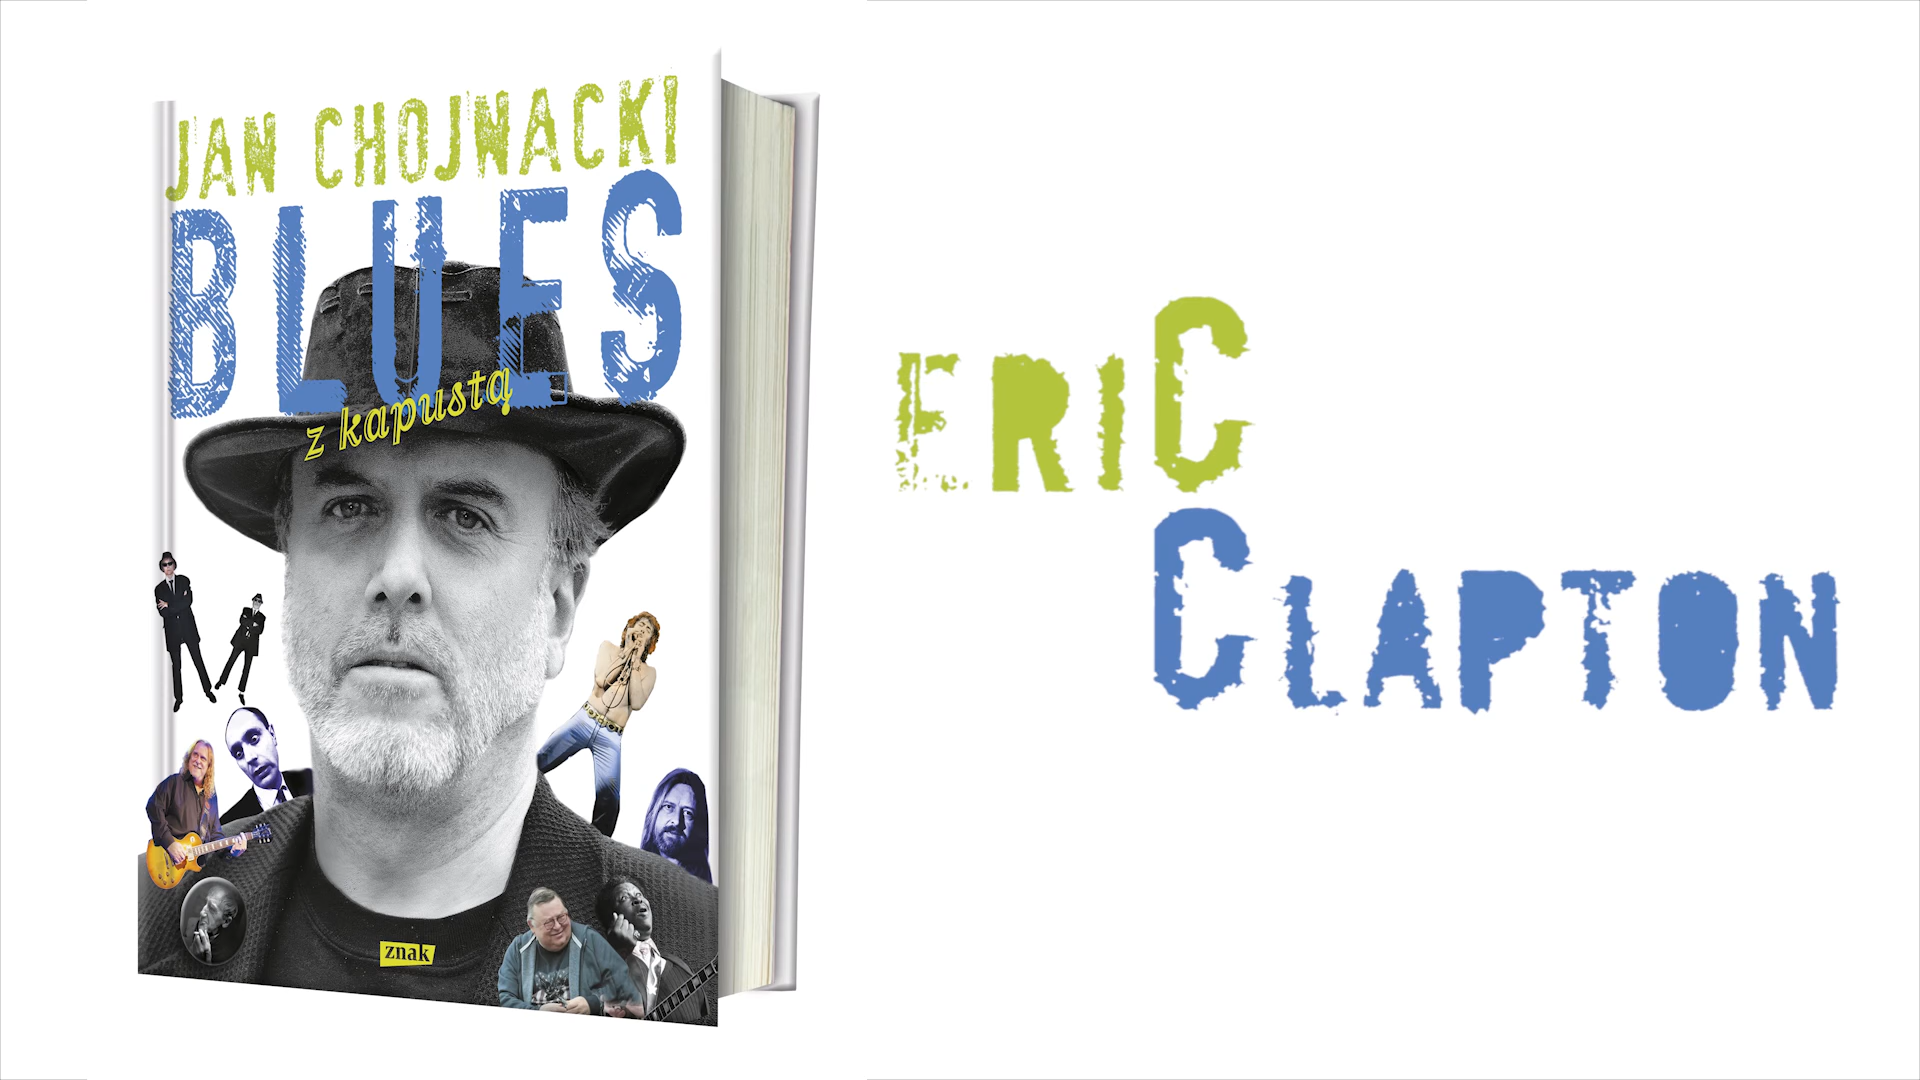 JAN CHOJNACKI
BLUES
z kapustą
znak
ERIC
CLAPTON